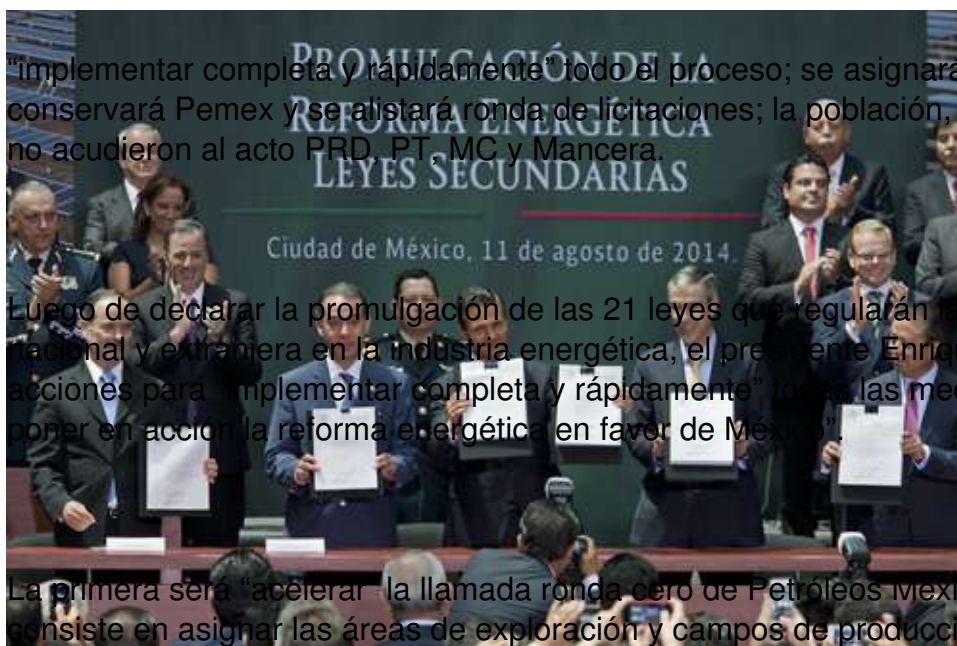 PROMULGACIÓN DE LA
“implementar completa y rápidamente” todo el proceso; se asignará
conservará Pemex y se alistará ronda de licitaciones; la población,
REFORMA ENERGÉTICA
no acudieron al acto PRD, PT, MC y Mancera.
LEYES SECUNDARIAS
Ciudad de México, 11 de agosto de 2014.
Luego de declarar la promulgación de las 21 leyes que regularán la
nacional y extranjera en la industria energética, el presidente Enriq
acciones para “implementar completa y rápidamente” todas las med
poner en acción la reforma energética en favor de México”.
La primera será “acelerar” la llamada ronda cero de Petróleos Mexi
consiste en asignar las áreas de exploración y campos de producci